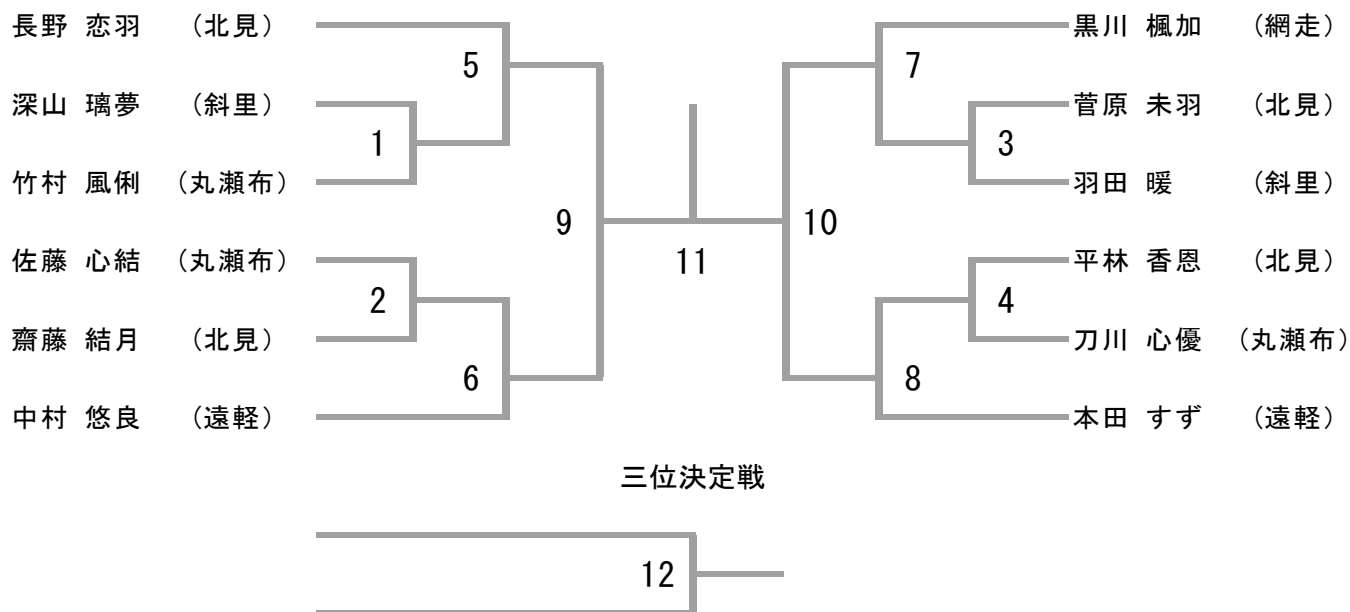 長野 恋羽 （北見）
5
深山 璃夢 （斜里）
1
竹村 風俐 （丸瀬布）
9
佐藤 心結 （丸瀬布）
2
齋藤 結月 （北見）
6
中村 悠良 （遠軽）
11
黒川 楓加 （網走）
7
菅原 未羽 （北見）
3
羽田 暖 （斜里）
10
平林 香恩 （北見）
4
刀川 心優 （丸瀬布）
8
本田 すず （遠軽）
三位決定戦
12